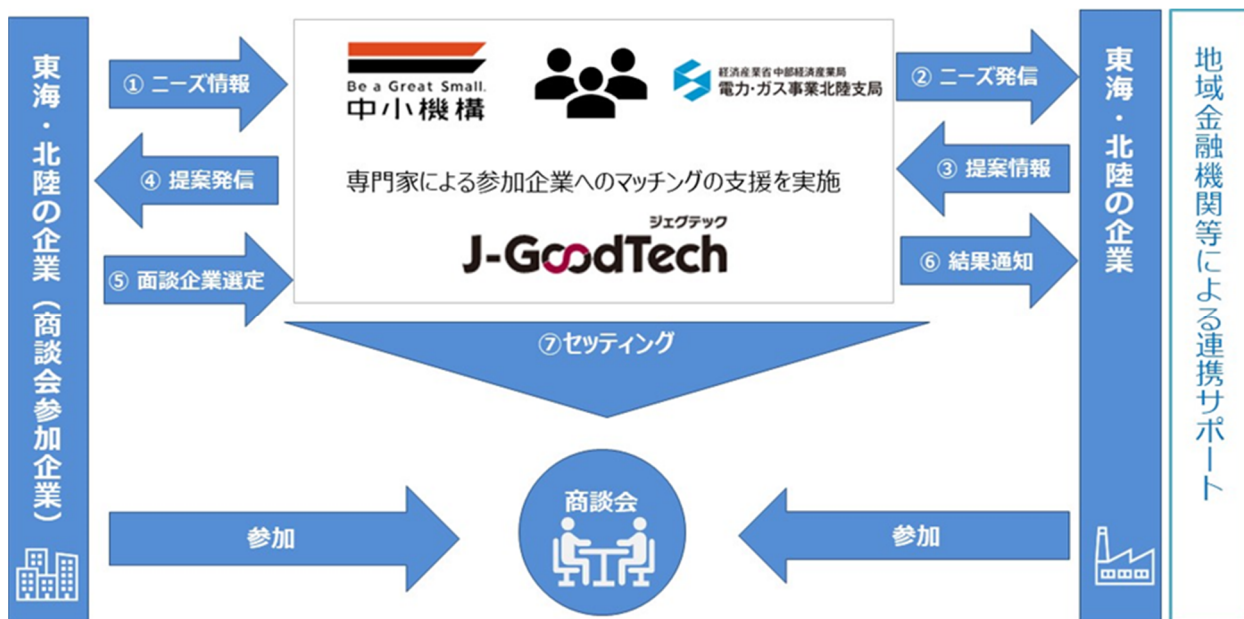 東海・北陸の企業(商談会参加企業)
① ニーズ情報
④ 提案発信
⑤ 面談企業選定
Be a Great Small.
中小機構
経済産業省 中部経済産業局
電力・ガス事業北陸支局
専門家による参加企業へのマッチングの支援を実施
ジェグテック
J-GoodTech
② ニーズ発信
③ 提案情報
⑥ 結果通知
東海・北陸の企業
地域金融機関等による連携サポート
⑦セッティング
参加
商談会
参加